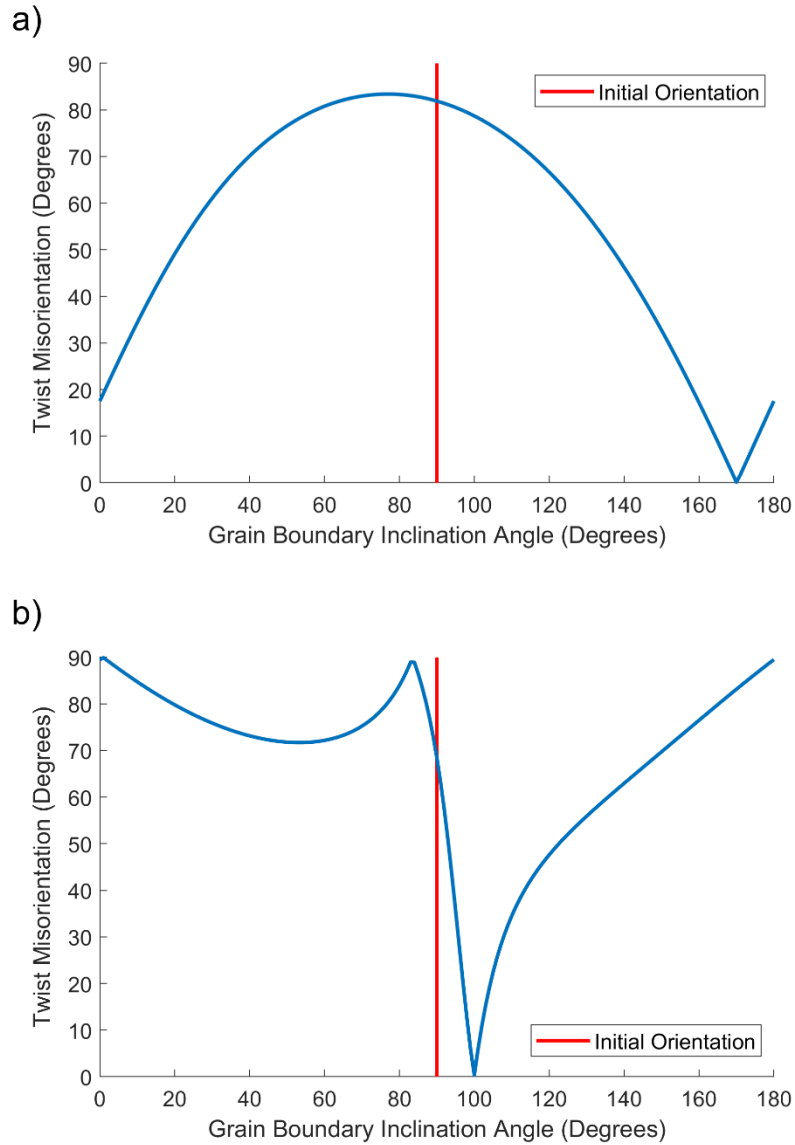 a)
90
80
70
60
50
40
30
20
10
0
Twist Misorientation (Degrees)
Initial Orientation
0 20 40 60 80 100 120 140 160 180
Grain Boundary Inclination Angle (Degrees)
b)
90
80
70
60
50
40
30
20
10
0
Twist Misorientation (Degrees)
Initial Orientation
0 20 40 60 80 100 120 140 160 180
Grain Boundary Inclination Angle (Degrees)